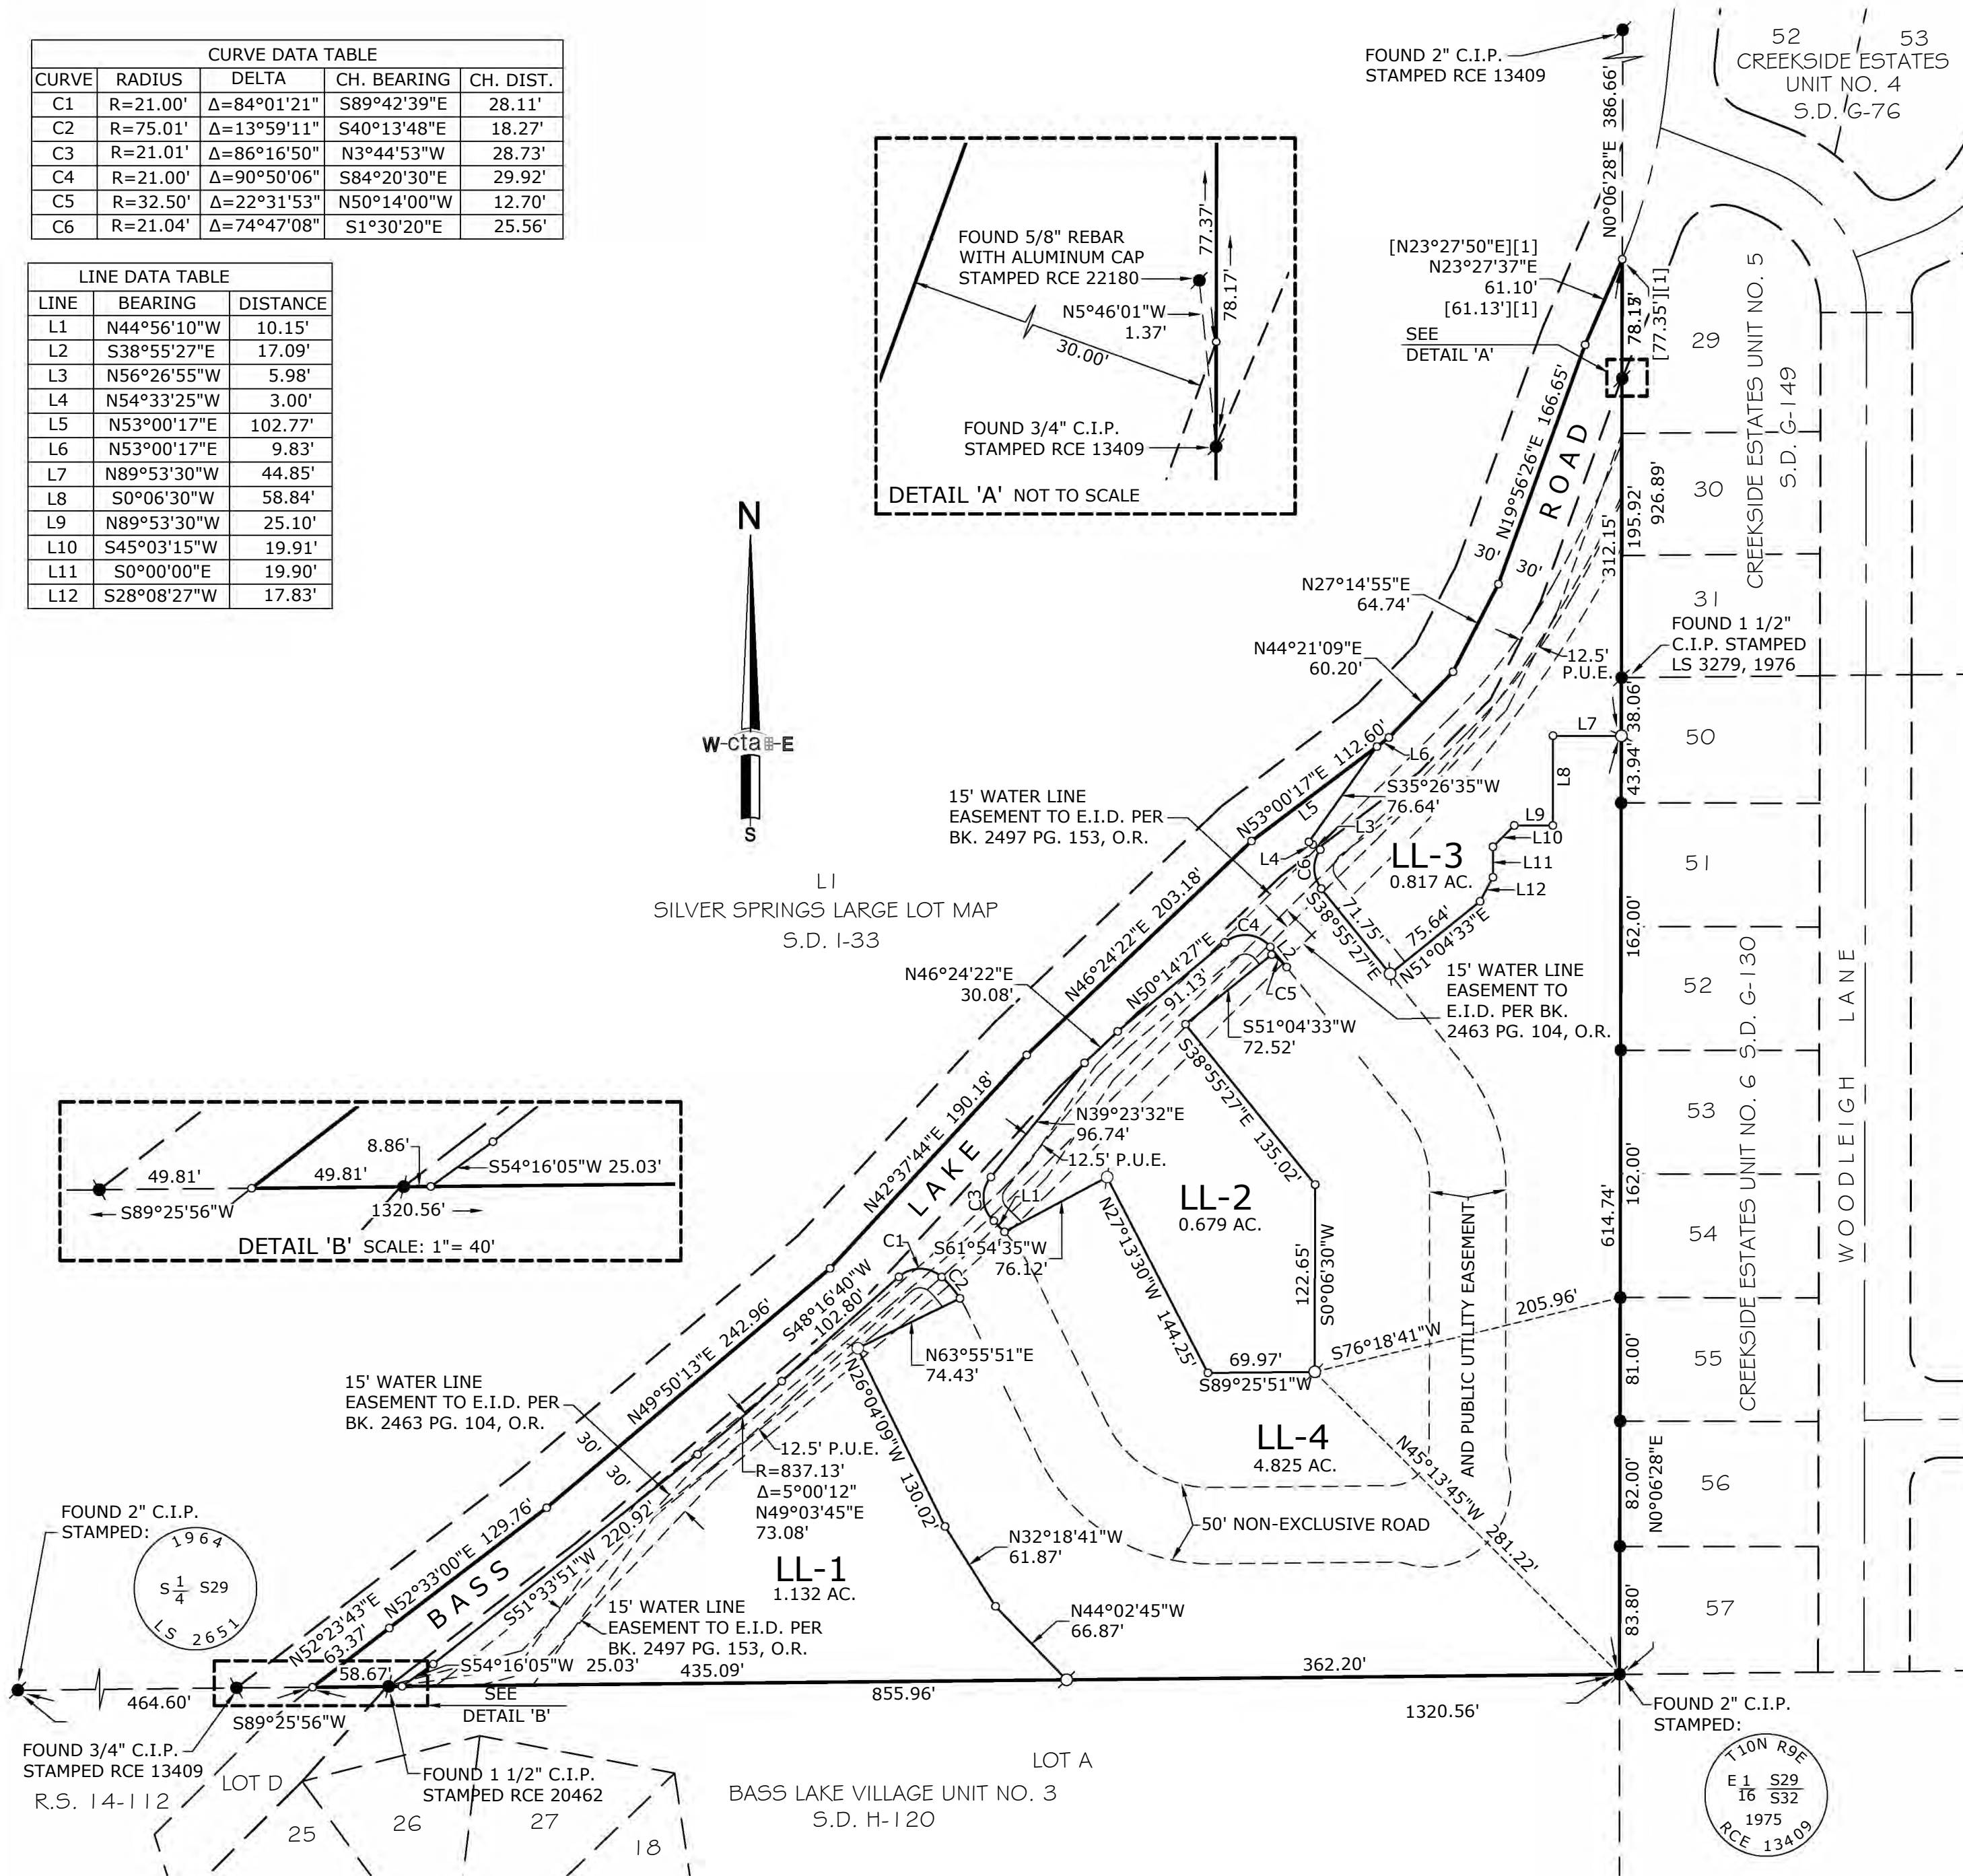 CURVE DATA TABLE
CURVE RADIUS DELTA CH. BEARING CH. DIST.
C1 R=21.00' Δ=84°01'21" S89°42'39"E 28.11'
C2 R=75.01' Δ=13°59'11" S40°13'48"E 18.27'
C3 R=21.01' Δ=86°16'50" N3°44'53"W 28.73'
C4 R=21.00' Δ=90°50'06" S84°20'30"E 29.92'
C5 R=32.50' Δ=22°31'53" N50°14'00"W 12.70'
C6 R=21.04' Δ=74°47'08" S1°30'20"E 25.56'
LINE DATA TABLE
LINE BEARING DISTANCE
L1 N44°56'10"W 10.15'
L2 S38°55'27"E 17.09'
L3 N56°26'55"W 5.98'
L4 N54°33'25"W 3.00'
L5 N53°00'17"E 102.77'
L6 N53°00'17"E 9.83'
L7 N89°53'30"W 44.85'
L8 S0°06'30"W 58.84'
L9 N89°53'30"W 25.10'
L10 S45°03'15"W 19.91'
L11 S0°00'00"E 19.90'
L12 S28°08'27"W 17.83'
FOUND 5/8" REBAR
WITH ALUMINUM CAP
STAMPED RCE 22180
N5°46'01"W
1.37'
77.37'
78.17'
30.00'
FOUND 3/4" C.I.P.
STAMPED RCE 13409
DETAIL 'A' NOT TO SCALE
FOUND 2" C.I.P.
STAMPED RCE 13409
N0°06'28"E 386.66'
52
53
CREEKSIDE ESTATES
UNIT NO. 4
S.D. G-76
[N23°27'50"E][1]
N23°27'37"E
61.10'
[61.13'][1]
SEE
DETAIL 'A'
[77.35'][1]
29
30
31
CREEKSIDE ESTATES UNIT NO. 5
S.D. G-149
N19°56'26"E 166.65'
ROAD
30'
30'
312.15'
195.92'
926.89'
N27°14'55"E
64.74'
N44°21'09"E
60.20'
12.5'
P.U.E.
FOUND 1 1/2"
C.I.P. STAMPED
LS 3279, 1976
38.06'
43.94'
N
W-cta-E
S
L7
L8
L9
L10
L11
L12
L6
N53°00'17"E 112.60'
S35°26'35"W
76.64'
L5
L3
L4
C6
15' WATER LINE
EASEMENT TO E.I.D. PER
BK. 2497 PG. 153, O.R.
LL-3
0.817 AC.
71.75'
S38°55'27"E
75.64'
N51°04'33"E
15' WATER LINE
EASEMENT TO
E.I.D. PER BK.
2463 PG. 104, O.R.
L1
SILVER SPRINGS LARGE LOT MAP
S.D. I-33
N46°24'22"E 203.18'
N46°24'22"E
30.08'
N50°14'27"E
91.13'
C4
L2
C5
S51°04'33"W
72.52'
S38°55'27"E 135.02'
50
51
52
53
54
55
56
57
CREEKSIDE ESTATES UNIT NO. 6 S.D. G-130
WOODLEIGH LANE
162.00'
162.00'
614.74'
81.00'
82.00'
N0°06'28"E
83.80'
N42°37'44"E 190.18'
LAKE
N39°23'32"E
96.74'
12.5' P.U.E.
C3
L1
S61°54'35"W
76.12'
LL-2
0.679 AC.
N27°13'30"W 144.25'
122.65'
S0°06'30"W
69.97'
S89°25'51"W
S76°18'41"W
205.96'
AND PUBLIC UTILITY EASEMENT
LL-4
4.825 AC.
N45°13'45"W 281.22'
50' NON-EXCLUSIVE ROAD
8.86'
49.81'
49.81'
S54°16'05"W 25.03'
S89°25'56"W
1320.56'
DETAIL 'B' SCALE: 1"= 40'
C1
C2
S48°16'40"W
102.80'
N49°50'13"E 242.96'
N63°55'51"E
74.43'
15' WATER LINE
EASEMENT TO E.I.D. PER
BK. 2463 PG. 104, O.R.
30'
30'
12.5' P.U.E.
R=837.13'
Δ=5°00'12"
N49°03'45"E
73.08'
N26°04'09"W 130.02'
N32°18'41"W
61.87'
N44°02'45"W
66.87'
LL-1
1.132 AC.
15' WATER LINE
EASEMENT TO E.I.D. PER
BK. 2497 PG. 153, O.R.
S51°33'51"W 220.92'
N52°33'00"E 129.76'
BASS
N52°23'43"E
63.37'
FOUND 2" C.I.P.
STAMPED:
1964
S 1/4 S29
LS 2651
58.67'
S54°16'05"W 25.03'
435.09'
362.20'
464.60'
S89°25'56"W
SEE
DETAIL 'B'
855.96'
1320.56'
FOUND 3/4" C.I.P.
STAMPED RCE 13409
R.S. 14-112
LOT D
FOUND 1 1/2" C.I.P.
STAMPED RCE 20462
25
26
27
18
LOT A
BASS LAKE VILLAGE UNIT NO. 3
S.D. H-120
FOUND 2" C.I.P.
STAMPED:
T10N R9E
E 1/16 S29/S32
1975
RCE 13409